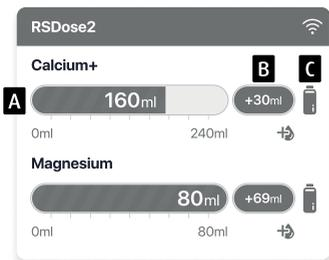 RSDose2
B C
Calcium+
A 160ml +30ml
0ml 240ml
Magnesium
80ml +69ml
0ml 80ml